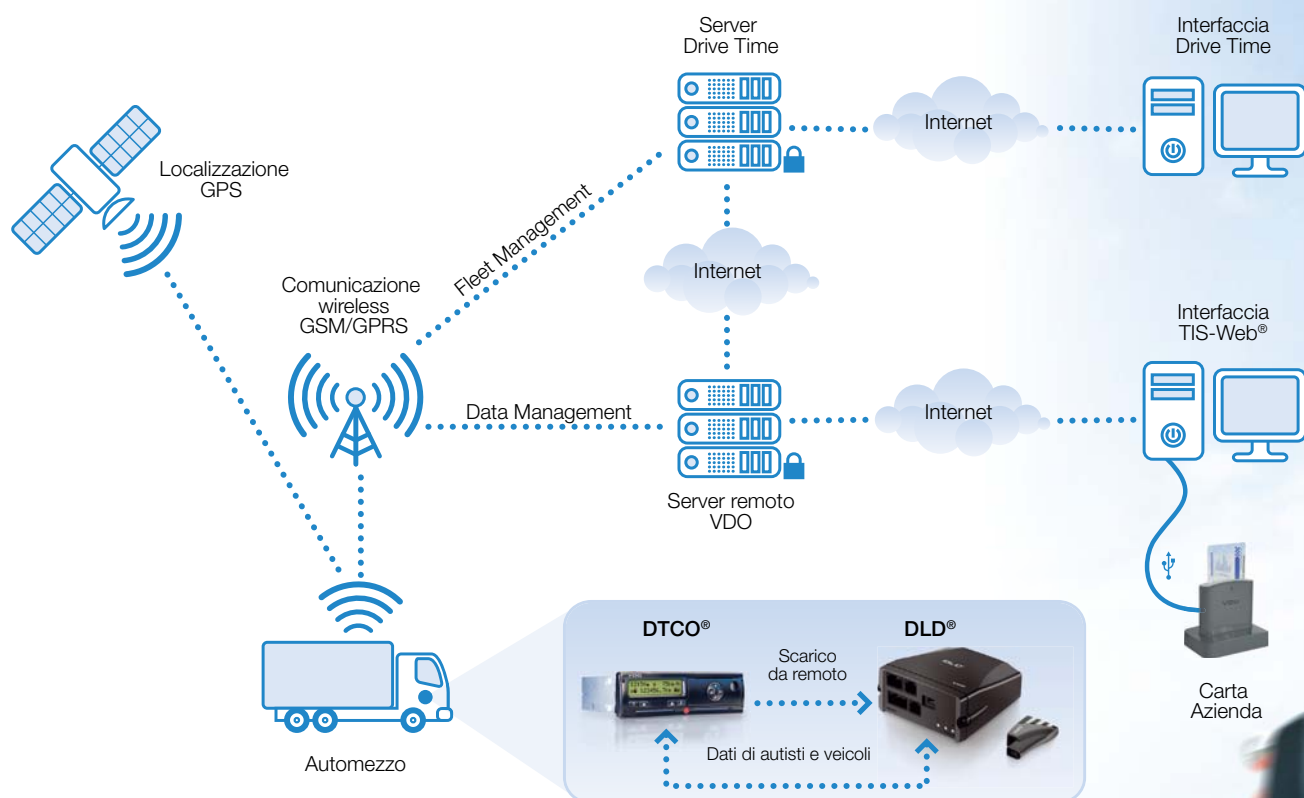 Server
Drive Time
Interfaccia
Drive Time
Internet
Localizzazione
GPS
Fleet Management
Comunicazione
wireless
GSM/GPRS
Internet
Interfaccia
TIS-Web®
Data Management
Internet
Server remoto
VDO
DTCO®
DLD®
Scarico
da remoto
Dati di autisti e veicoli
Carta
Azienda
Automezzo